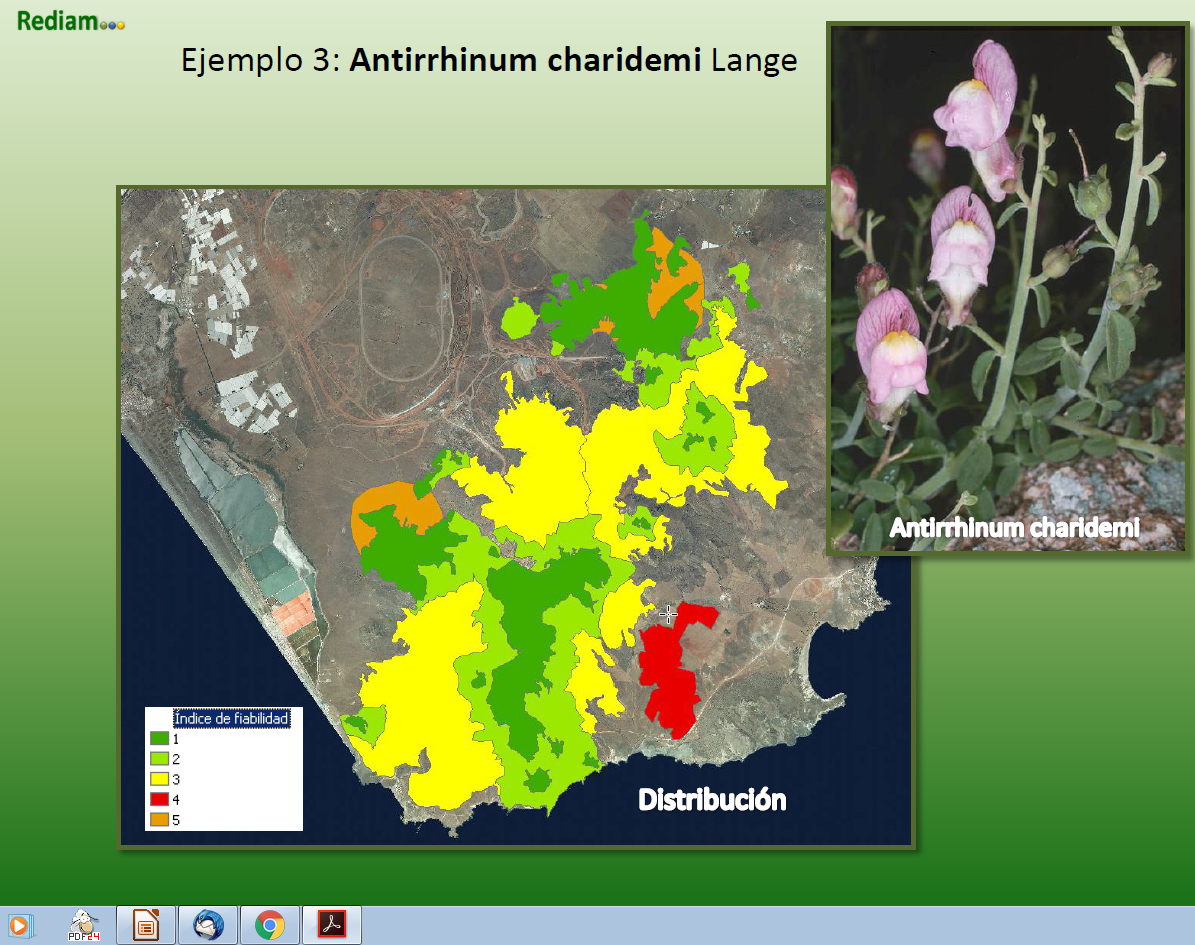 Rediam
Ejemplo 3: Antirrhinum charidemi Lange
Antirrhinum charidemi
Índice de fiabilidad
1
2
3
4
5
Distribución
PDF24